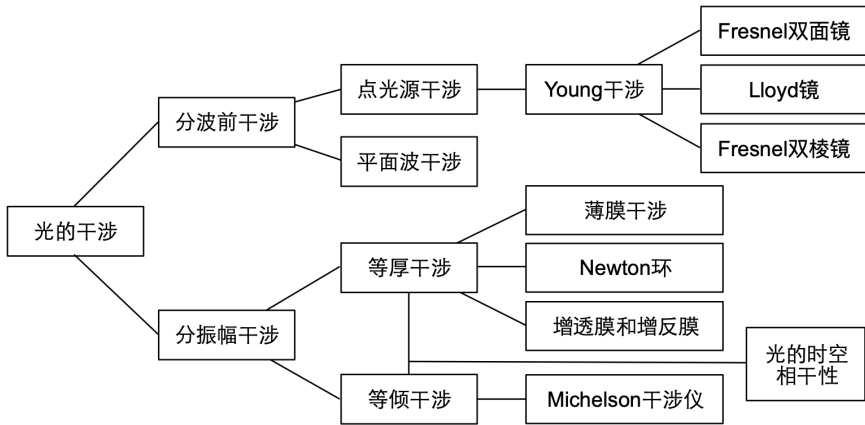 Fresnel双面镜
点光源干涉
Young干涉
Lloyd镜
分波前干涉
平面波干涉
Fresnel双棱镜
光的干涉
薄膜干涉
等厚干涉
Newton环
分振幅干涉
增透膜和增反膜
光的时空
相干性
等倾干涉
Michelson干涉仪